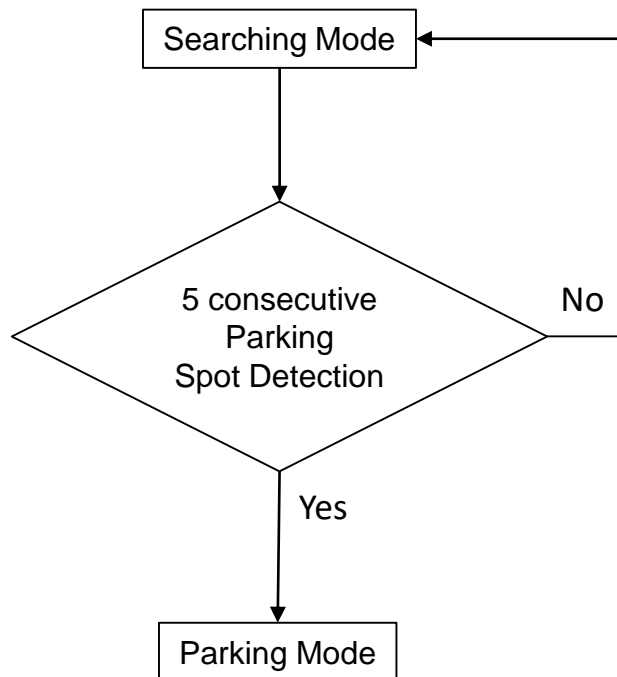 Searching Mode
5 consecutive
Parking
Spot Detection
No
Yes
Parking Mode